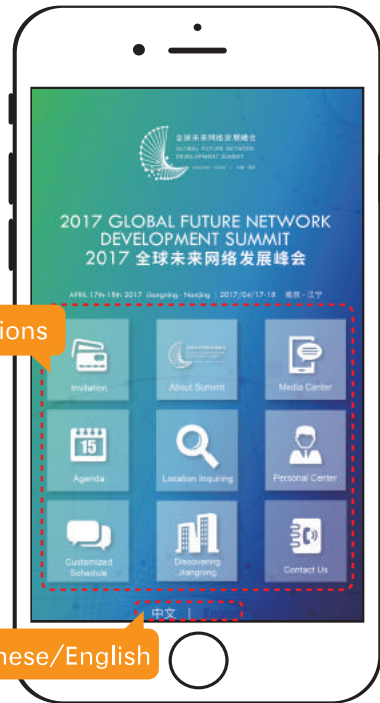 全球未来网络发展峰会
GLOBAL FUTURE NETWORK
DEVELOPMENT SUMMIT
2017 GLOBAL FUTURE NETWORK
DEVELOPMENT SUMMIT
2017 全球未来网络发展峰会
APRIL 17th-18th 2017 Jiangning · Nanjing | 2017/04/17-18 南京 · 江宁
ions
Invitation
About Summit
Media Center
15
Agenda
Location Inquiring
Personal Center
Customized
Schedule
Discovering
Jiangning
Contact Us
中文 | English
nese/English